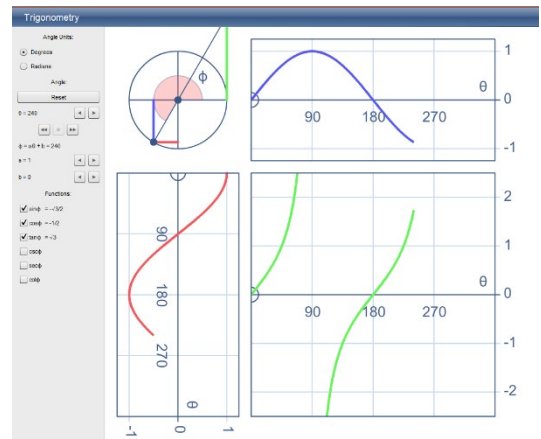 Trigonometry
Angle Units:
Degrees
Radians
Angle:
Reset
θ = 240
ϕ = aθ + b = 240
a = 1
b = 0
Functions:
sinϕ = -√3/2
cosϕ = -1/2
tanϕ = √3
cscϕ
secϕ
cotϕ
ϕ
1
θ
0
90
180
270
-1
90
180
270
θ
-1
0
1
2
1
θ
0
90
180
270
-1
-2